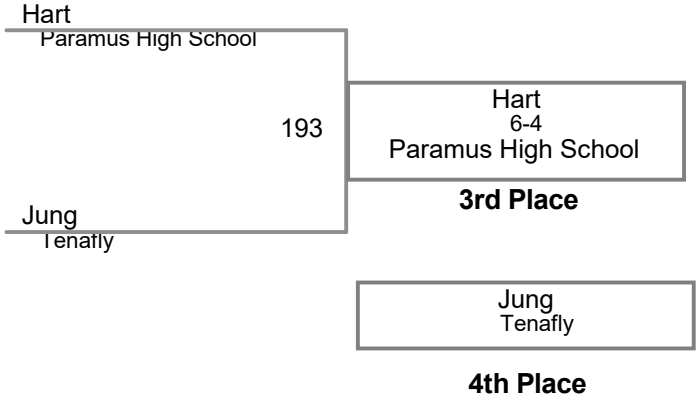 Hart
Paramus High School
193
Hart
6-4
Paramus High School
3rd Place
Jung
Tenafly
Jung
Tenafly
4th Place